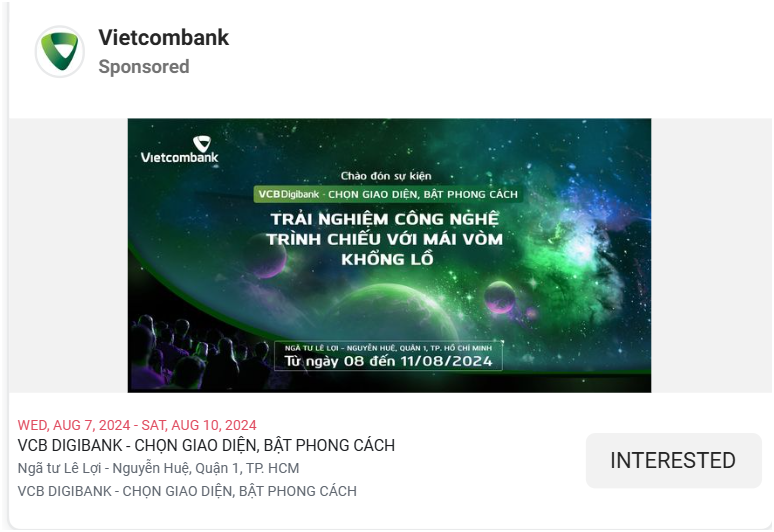 Vietcombank
Sponsored
Vietcombank
Chào đón sự kiện
VCBDigibank - CHỌN GIAO DIỆN, BẬT PHONG CÁCH
TRẢI NGHIỆM CÔNG NGHỆ
TRÌNH CHIẾU VỚI MÁI VÒM
KHỔNG LỒ
NGÃ TƯ LÊ LỢI - NGUYỄN HUỆ, QUẬN 1, TP. HỒ CHÍ MINH
Từ ngày 08 đến 11/08/2024
WED, AUG 7, 2024 - SAT, AUG 10, 2024
VCB DIGIBANK - CHỌN GIAO DIỆN, BẬT PHONG CÁCH
Ngã tư Lê Lợi - Nguyễn Huệ, Quận 1, TP. HCM
VCB DIGIBANK - CHỌN GIAO DIỆN, BẬT PHONG CÁCH
INTERESTED